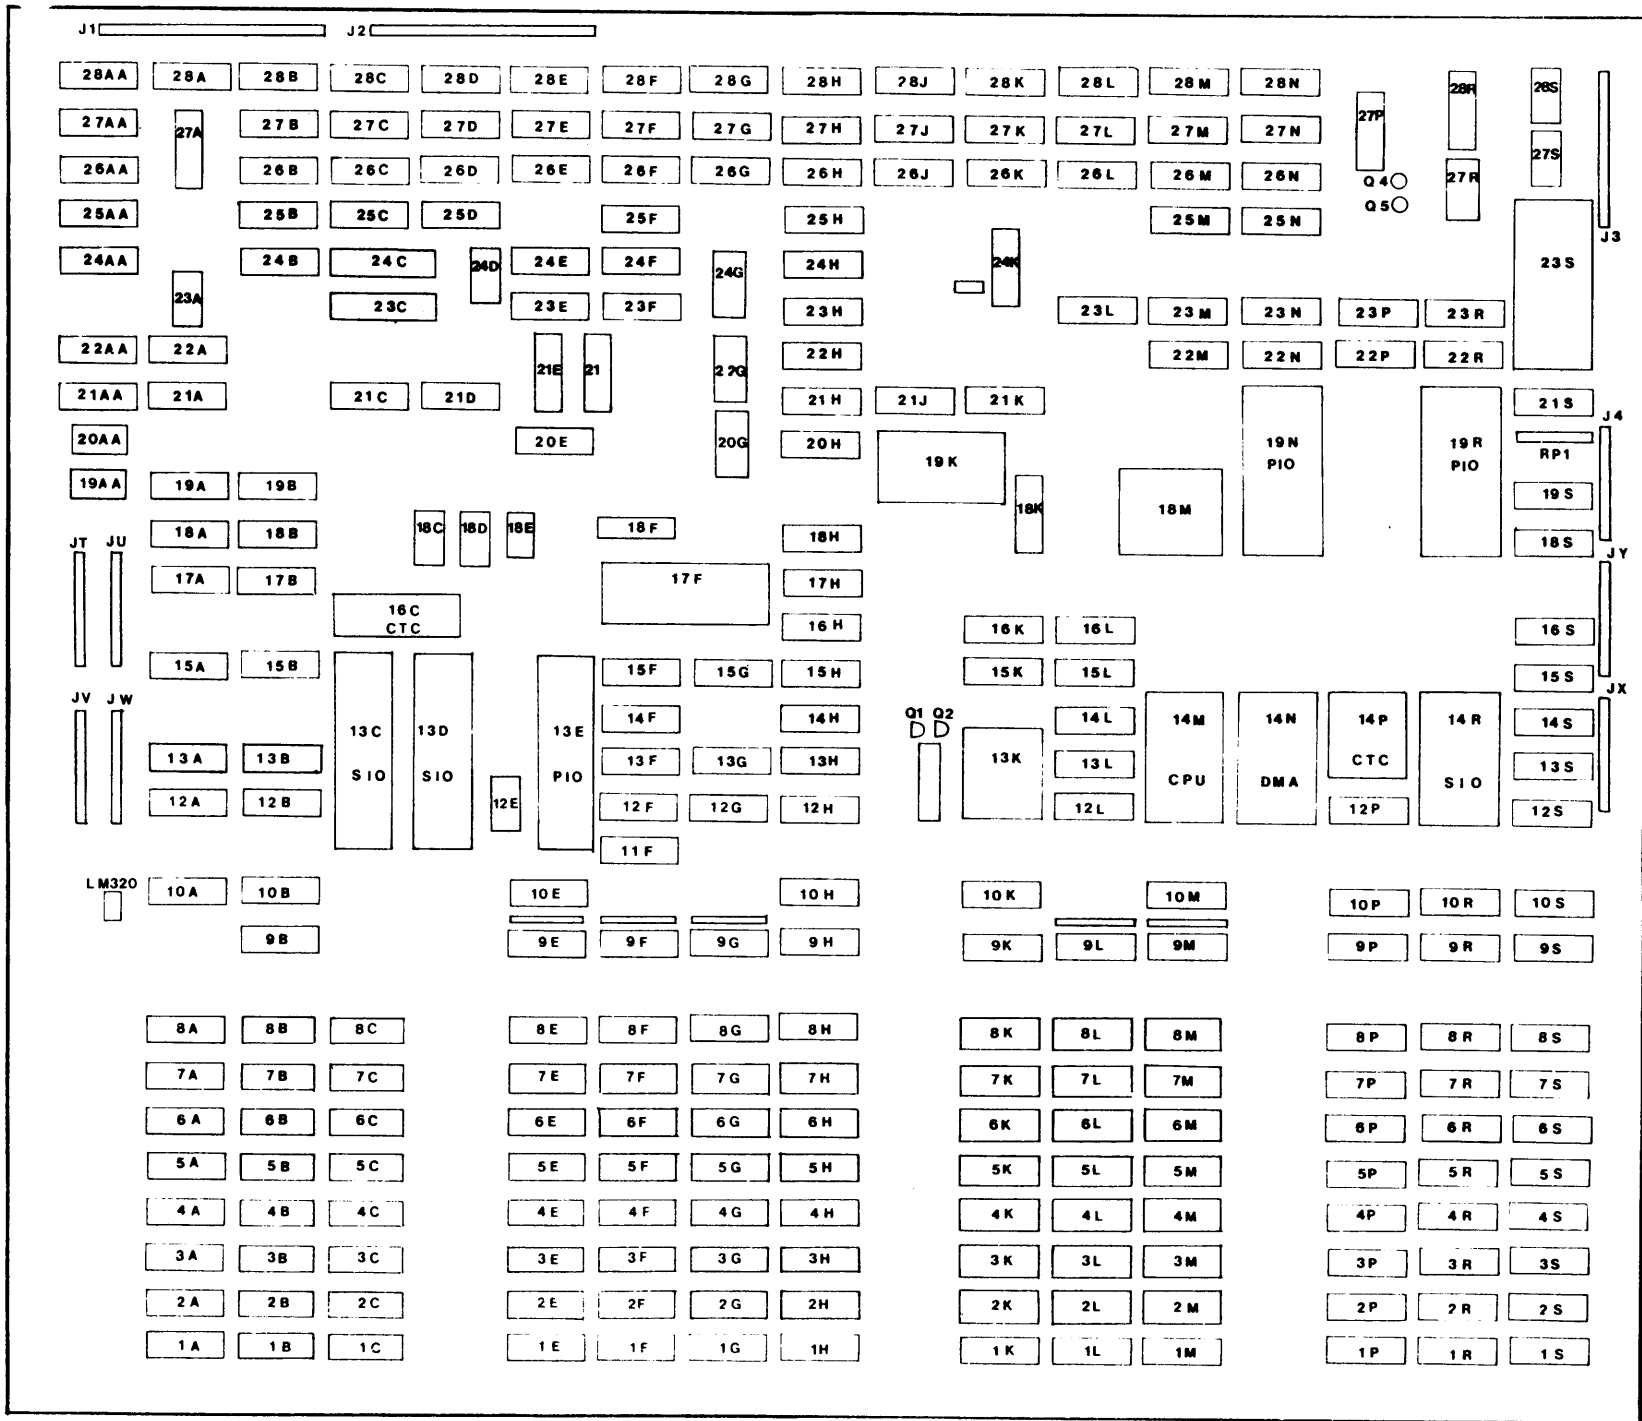 J1 J2
28AA 28A 28B 28C 28D 28E 28F 28G 28H 28J 28K 28L 28M 28N 28R 28S
27AA 27A 27B 27C 27D 27E 27F 27G 27H 27J 27K 27L 27M 27N 27P 27S
26AA 26B 26C 26D 26E 26F 26G 26H 26J 26K 26L 26M 26N Q4 27R
25AA 25B 25C 25D 25F 25H 25M 25N Q5
J3
24AA 24B 24C 24D 24E 24F 24G 24H 24K 23S
23A 23C 23E 23F 23H 23L 23M 23N 23P 23R
22AA 22A 21E 21 22G 22H 22M 22N 22P 22R
21AA 21A 21C 21D 21H 21J 21K 21S
J4
20AA 20E 20G 20H 19K 19N PIO 19R PIO RP1
19AA 19A 19B 19S
18K 18M
18A 18B 18C 18D 18E 18F 18H 18S
JT JU JY
17A 17B 17F 17H
16C CTC 16H 16K 16L 16S
15A 15B 15F 15G 15H 15K 15L 15S
JV JW JX
14F 14H Q1 Q2 14L 14M 14N 14P 14R 14S
13C 13D 13E
13A 13B SIO SIO PIO 13F 13G 13H 13K 13L CPU DMA CTC SIO 13S
12A 12B 12E 12F 12G 12H 12L 12P 12S
11F
LM320
10A 10B 10E 10H 10K 10M 10P 10R 10S
9B 9E 9F 9G 9H 9K 9L 9M 9P 9R 9S
8A 8B 8C 8E 8F 8G 8H 8K 8L 8M 8P 8R 8S
7A 7B 7C 7E 7F 7G 7H 7K 7L 7M 7P 7R 7S
6A 6B 6C 6E 6F 6G 6H 6K 6L 6M 6P 6R 6S
5A 5B 5C 5E 5F 5G 5H 5K 5L 5M 5P 5R 5S
4A 4B 4C 4E 4F 4G 4H 4K 4L 4M 4P 4R 4S
3A 3B 3C 3E 3F 3G 3H 3K 3L 3M 3P 3R 3S
2A 2B 2C 2E 2F 2G 2H 2K 2L 2M 2P 2R 2S
1A 1B 1C 1E 1F 1G 1H 1K 1L 1M 1P 1R 1S